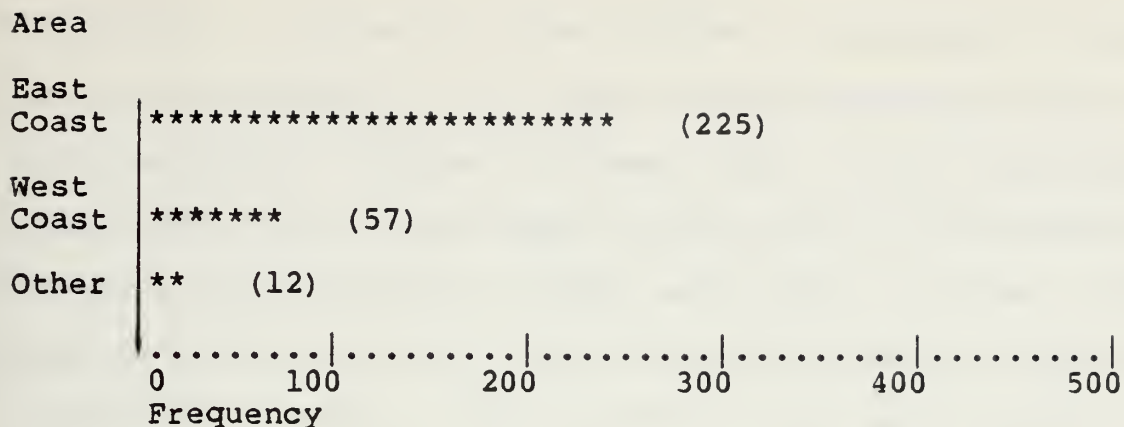 Area
East
Coast ************************ (225)
West
Coast ******* (57)
Other ** (12)
.........|.........|.........|.........|.........|
0 100 200 300 400 500
Frequency